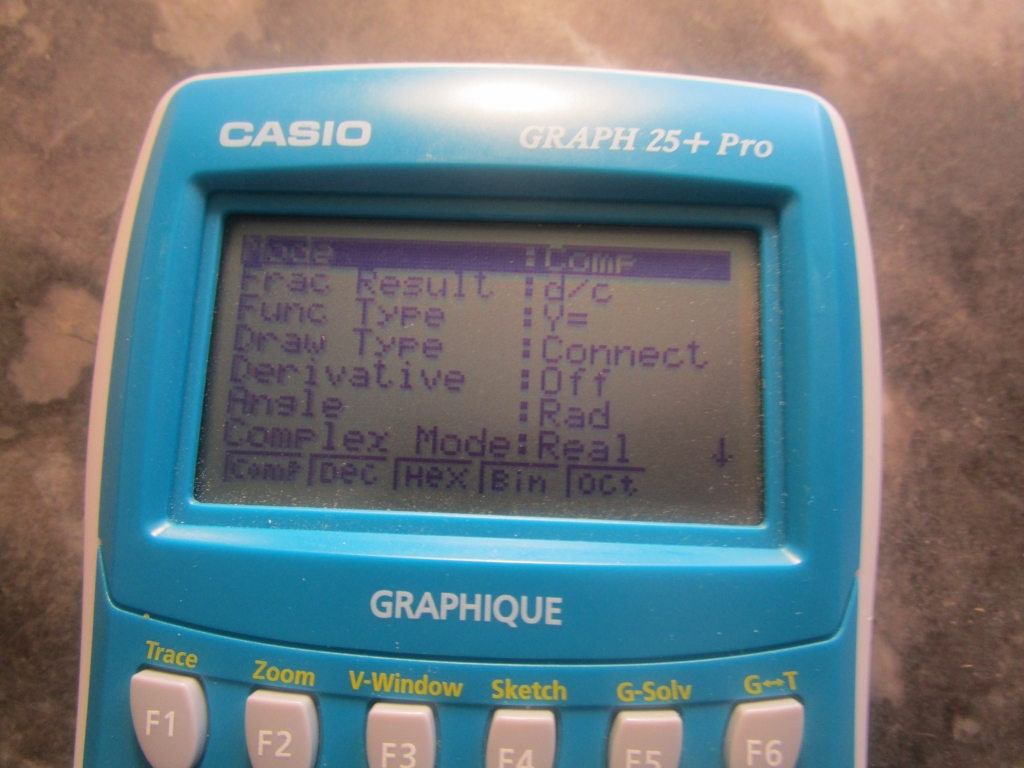 CASIO GRAPH 25+ Pro
Mode :Comp
Frac Result :d/c
Func Type :Y=
Draw Type :Connect
Derivative :Off
Angle :Rad
Complex Mode:Real ↓
Comp Dec Hex Bin Oct
GRAPHIQUE
Trace Zoom V-Window Sketch G-Solv G↔T
F1 F2 F3 F4 F5 F6